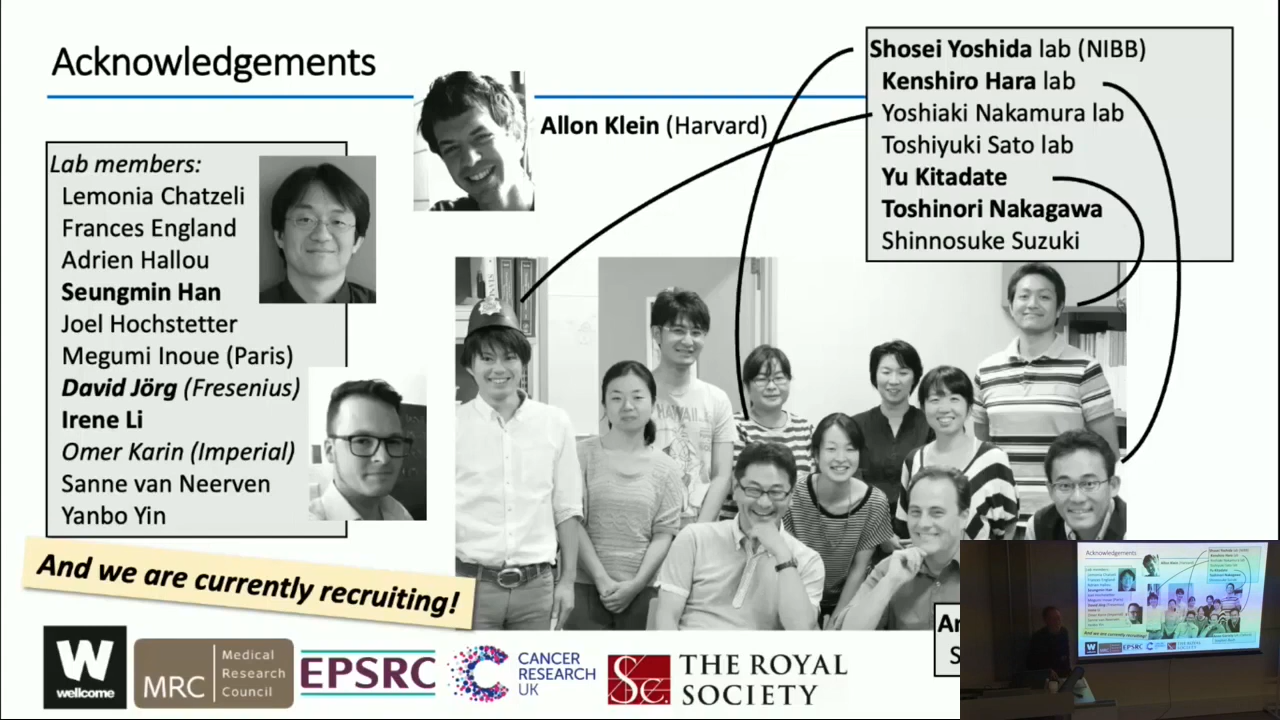 Acknowledgements
Allon Klein (Harvard)
Shosei Yoshida lab (NIBB)
Kenshiro Hara lab
Yoshiaki Nakamura lab
Toshiyuki Sato lab
Yu Kitadate
Toshinori Nakagawa
Shinnosuke Suzuki
Lab members:
Lemonia Chatzeli
Frances England
Adrien Hallou
Seungmin Han
Joel Hochstetter
Megumi Inoue (Paris)
David Jörg (Fresenius)
Irene Li
Omer Karin (Imperial)
Sanne van Neerven
Yanbo Yin
And we are currently recruiting!
HAWAII
W
wellcome
MRC
Medical
Research
Council
EPSRC
CANCER
RESEARCH
UK
THE ROYAL
SOCIETY